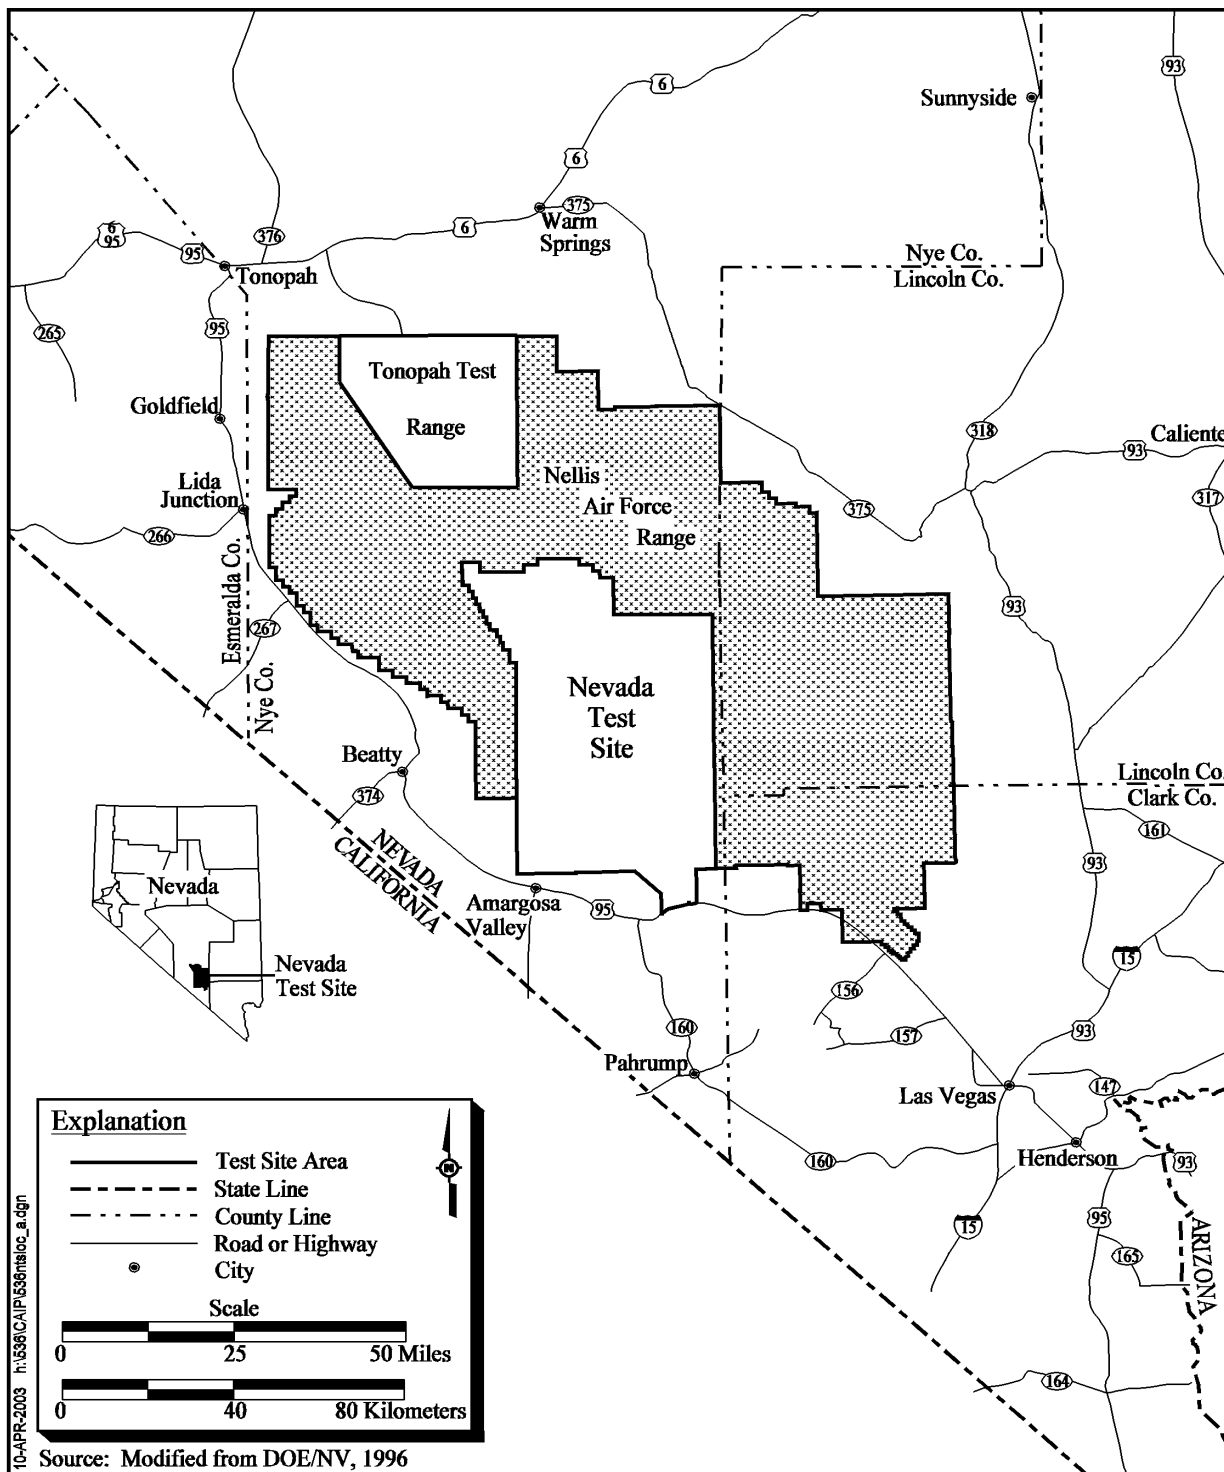 6
93
Sunnyside
6
375
Warm
Springs
6
95
95
376
6
Tonopah
Nye Co.
Lincoln Co.
265
95
Tonopah Test
Range
Goldfield
318
93
Caliente
Lida
Junction
Nellis
Air Force
Range
317
375
266
Esmeralda Co.
Nye Co.
267
93
Nevada
Test
Site
Beatty
374
Lincoln Co.
Clark Co.
161
NEVADA
CALIFORNIA
93
Amargosa
Valley
95
Nevada
Nevada
Test Site
15
156
157
160
93
Pahrump
Las Vegas
147
160
Henderson
93
15
95
165
ARIZONA
164
Explanation
N
Test Site Area
State Line
County Line
Road or Highway
City
Scale
0 25 50 Miles
0 40 80 Kilometers
10-APR-2003 h:\536\CAIP\536ntsloc_a.dgn
Source: Modified from DOE/NV, 1996